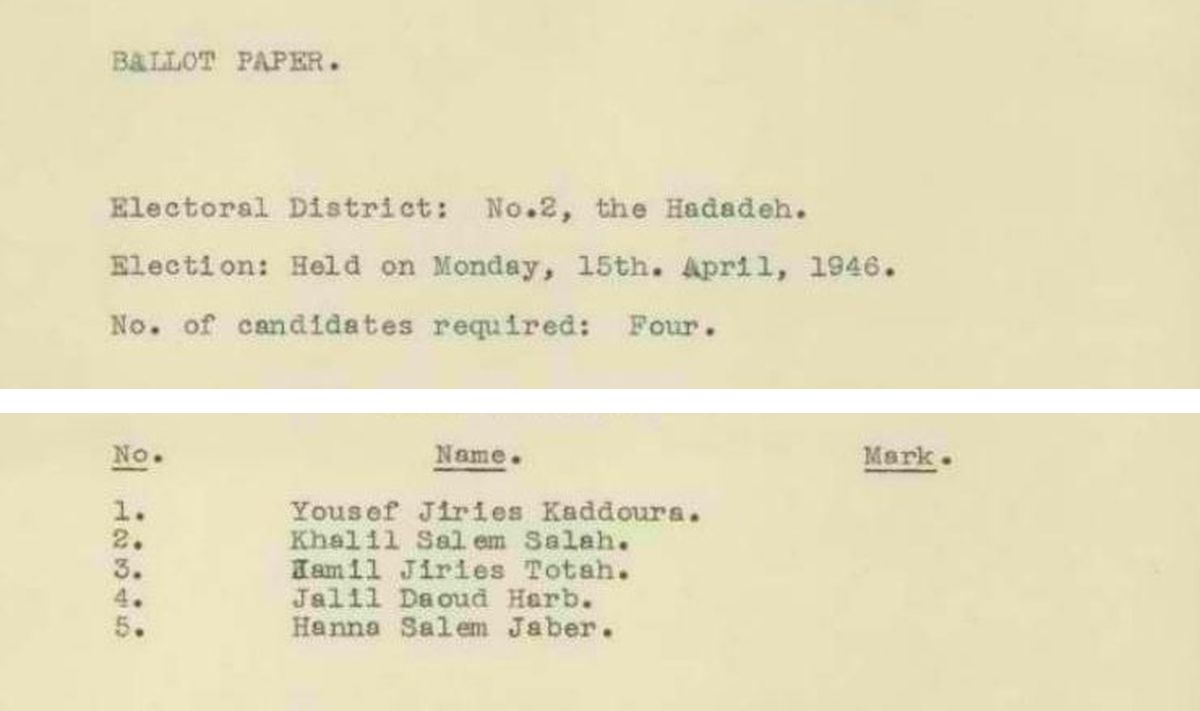 BALLOT PAPER.
Electoral District: No.2, the Hadadeh.
Election: Held on Monday, 15th. April, 1946.
No. of candidates required: Four.
No. Name. Mark.
1. Yousef Jiries Kaddoura.
2. Khalil Salem Salah.
3. Jiries Totah.
4. Jalil Daoud Harb.
5. Hanna Salem Jaber.